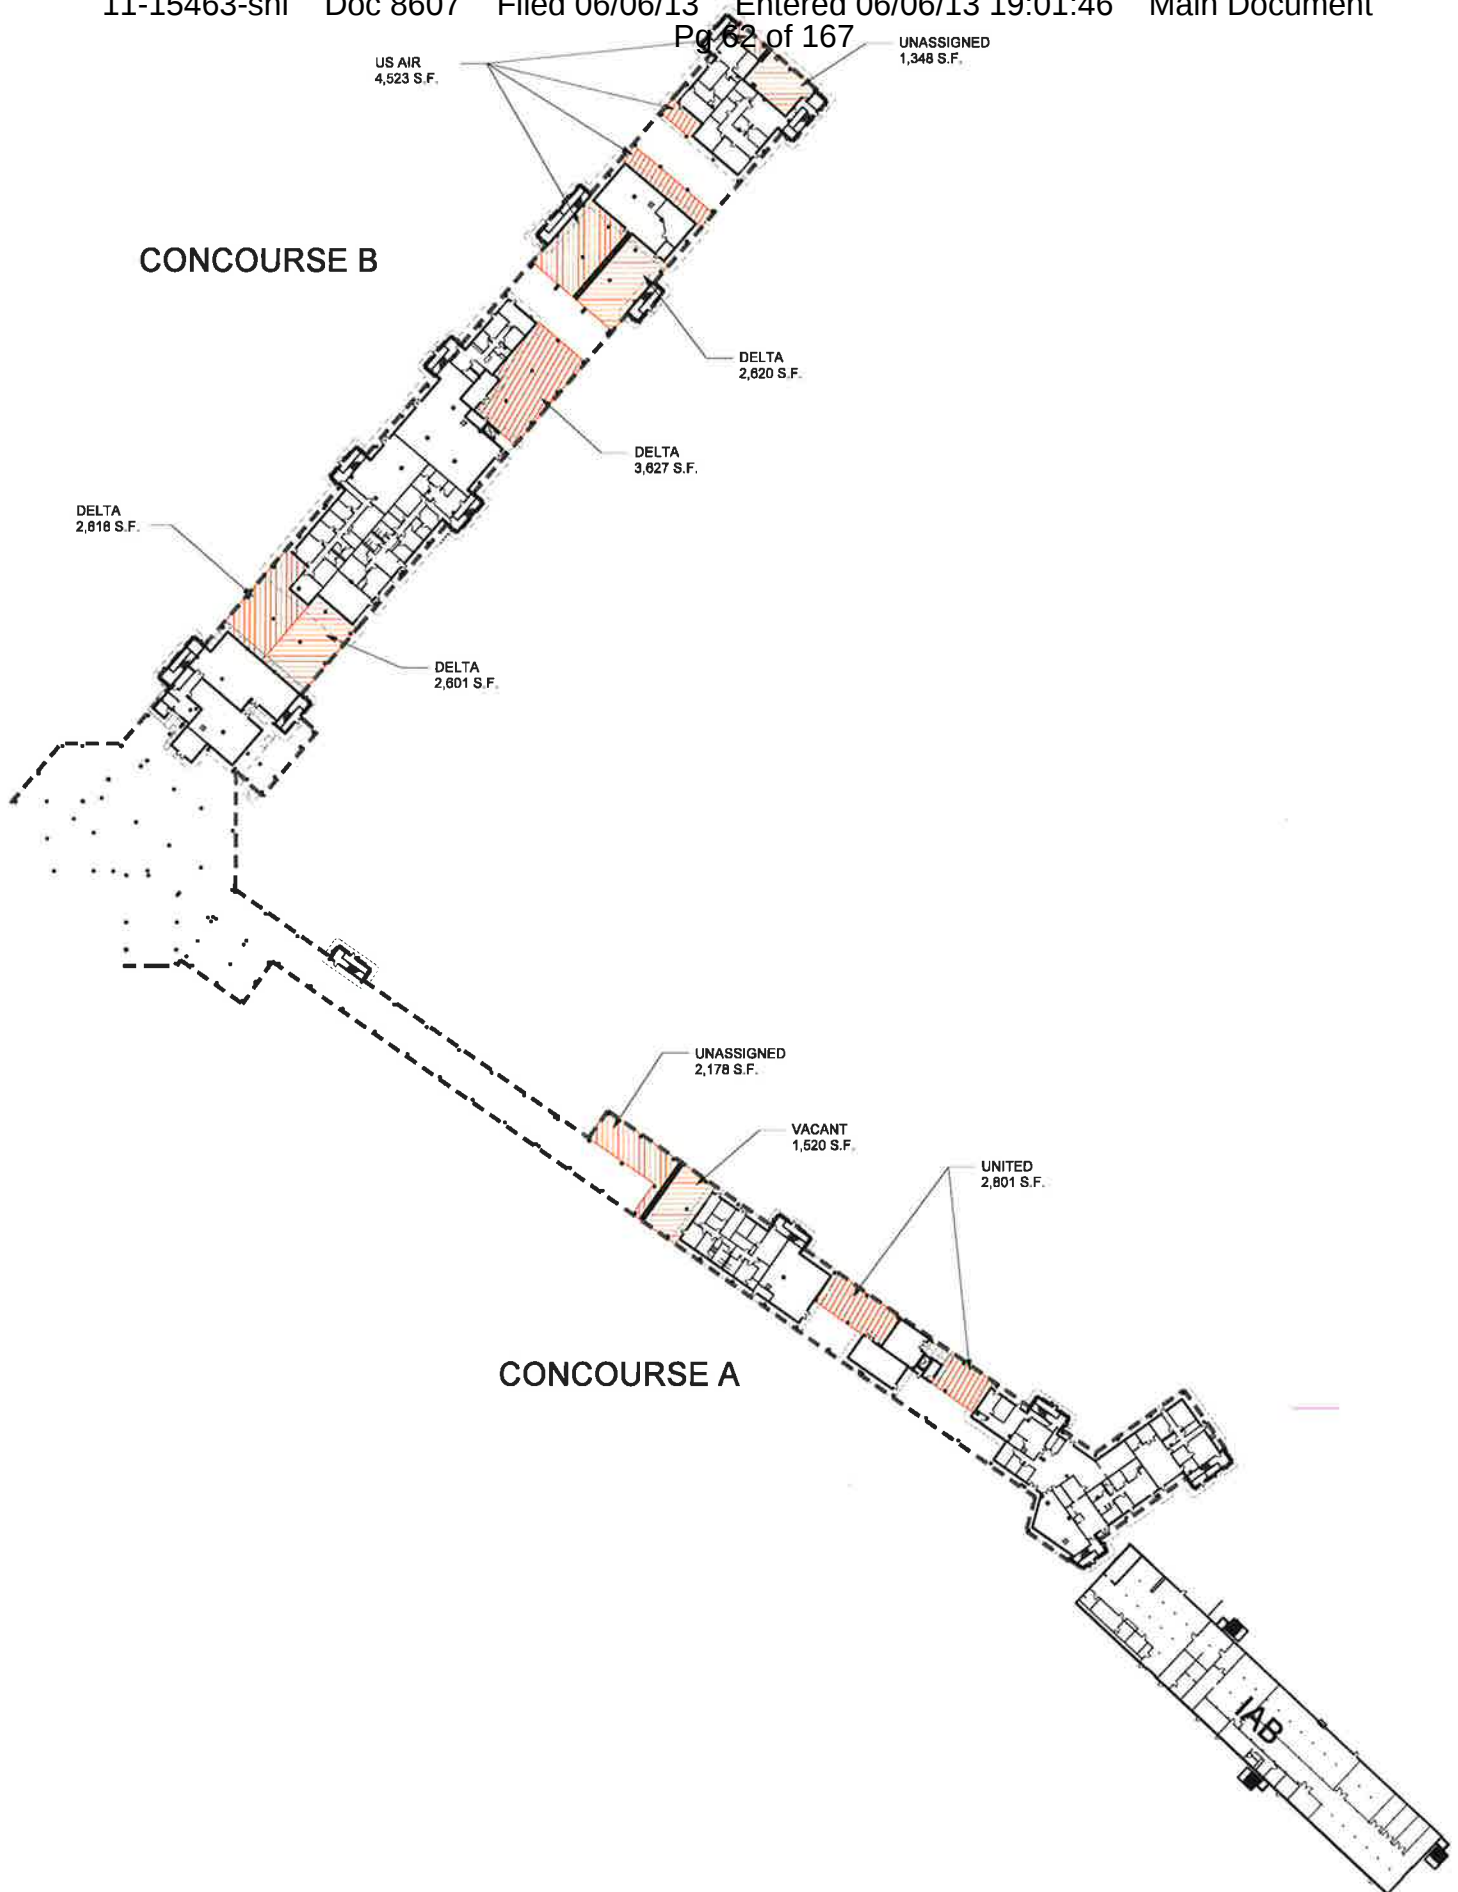 11-15463-shl Doc 8607 Filed 06/06/13 Entered 06/06/13 19:01:46 Main Document
Pg 62 of 167
UNASSIGNED
1,348 S.F.
US AIR
4,523 S.F.
CONCOURSE B
DELTA
2,620 S.F.
DELTA
3,627 S.F.
DELTA
2,818 S.F.
DELTA
2,601 S.F.
UNASSIGNED
2,178 S.F.
VACANT
1,520 S.F.
UNITED
2,801 S.F.
CONCOURSE A
IAB